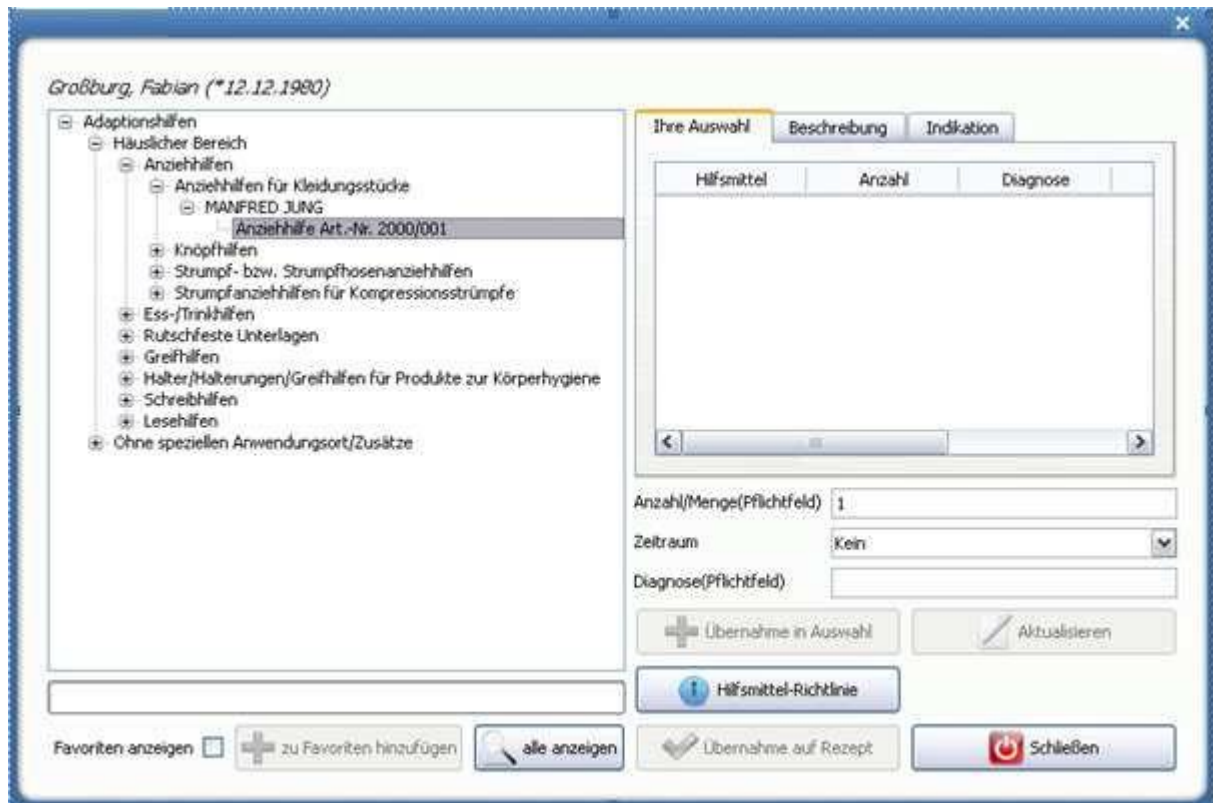 Großburg, Fabian (*12.12.1980)
Adaptionshilfen
Häuslicher Bereich
Anziehhilfen
Anziehhilfen für Kleidungsstücke
MANFRED JUNG
Anziehhilfe Art.-Nr. 2000/001
Knöpfhilfen
Strumpf- bzw. Strumpfhosenanziehhilfen
Strumpfanziehhilfen für Kompressionsstrümpfe
Ess-/Trinkhilfen
Rutschfeste Unterlagen
Greifhilfen
Halter/Halterungen/Greifhilfen für Produkte zur Körperhygiene
Schreibhilfen
Lesehilfen
Ohne speziellen Anwendungsort/Zusätze
Favoriten anzeigen
zu Favoriten hinzufügen
alle anzeigen
Ihre Auswahl Beschreibung Indikation
Hilfsmittel Anzahl Diagnose
Anzahl/Menge(Pflichtfeld) 1
Zeitraum Kein
Diagnose(Pflichtfeld)
Übernahme in Auswahl Aktualisieren
Hilfsmittel-Richtlinie
Übernahme auf Rezept Schließen